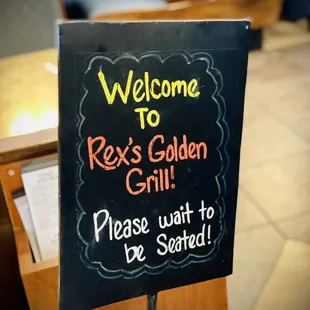 Welcome
To
Rex's Golden
Grill!
Please wait to
be Seated!